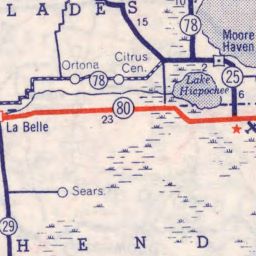 L A D E S
15
10
78
Moore
Haven
Citrus
Cen.
Ortona
78
2
Lake
Hicpochee
25
6
80
23
La Belle
Sears.
29
H E N D